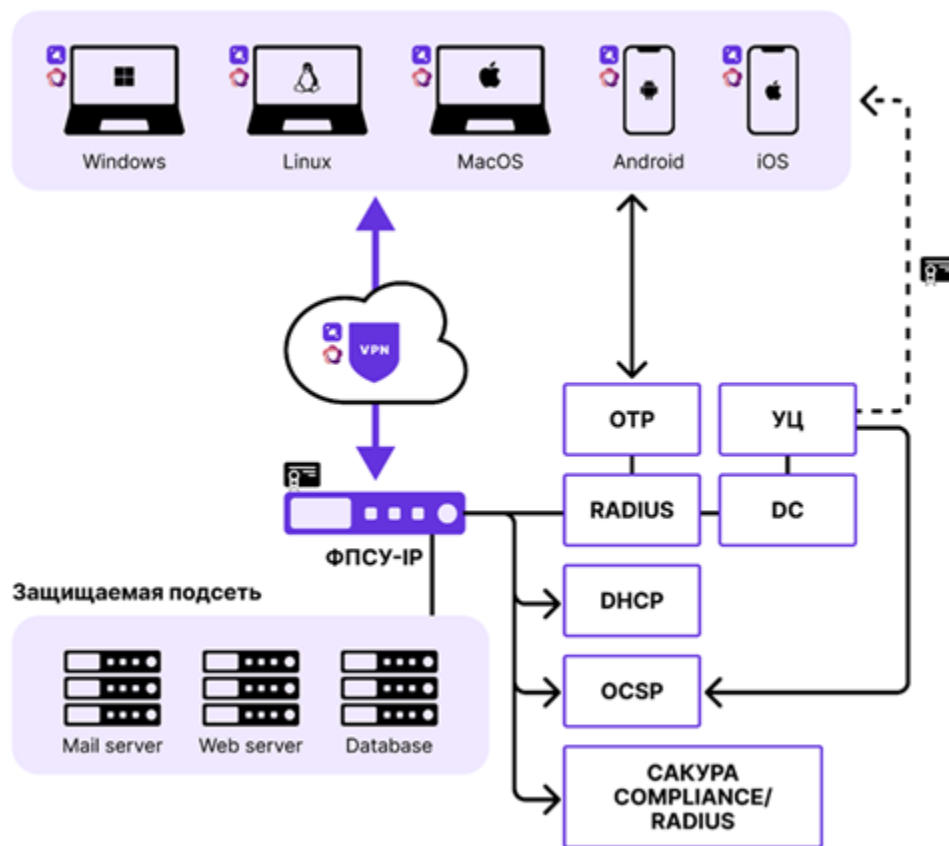 Windows
Linux
MacOS
Android
iOS
VPN
OTP
УЦ
RADIUS
DC
ФПСУ-IP
DHCP
Защищаемая подсеть
OCSP
Mail server
Web server
Database
САКУРА
COMPLIANCE/
RADIUS